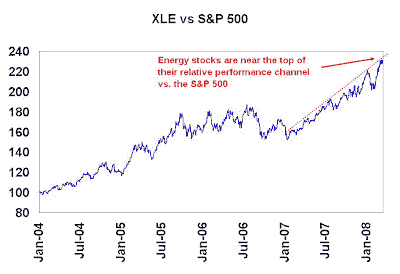 XLE vs S&P 500
Energy stocks are near the top of
their relative performance channel
vs. the S&P 500
240
220
200
180
160
140
120
100
80
Jan-04
Jul-04
Jan-05
Jul-05
Jan-06
Jul-06
Jan-07
Jul-07
Jan-08